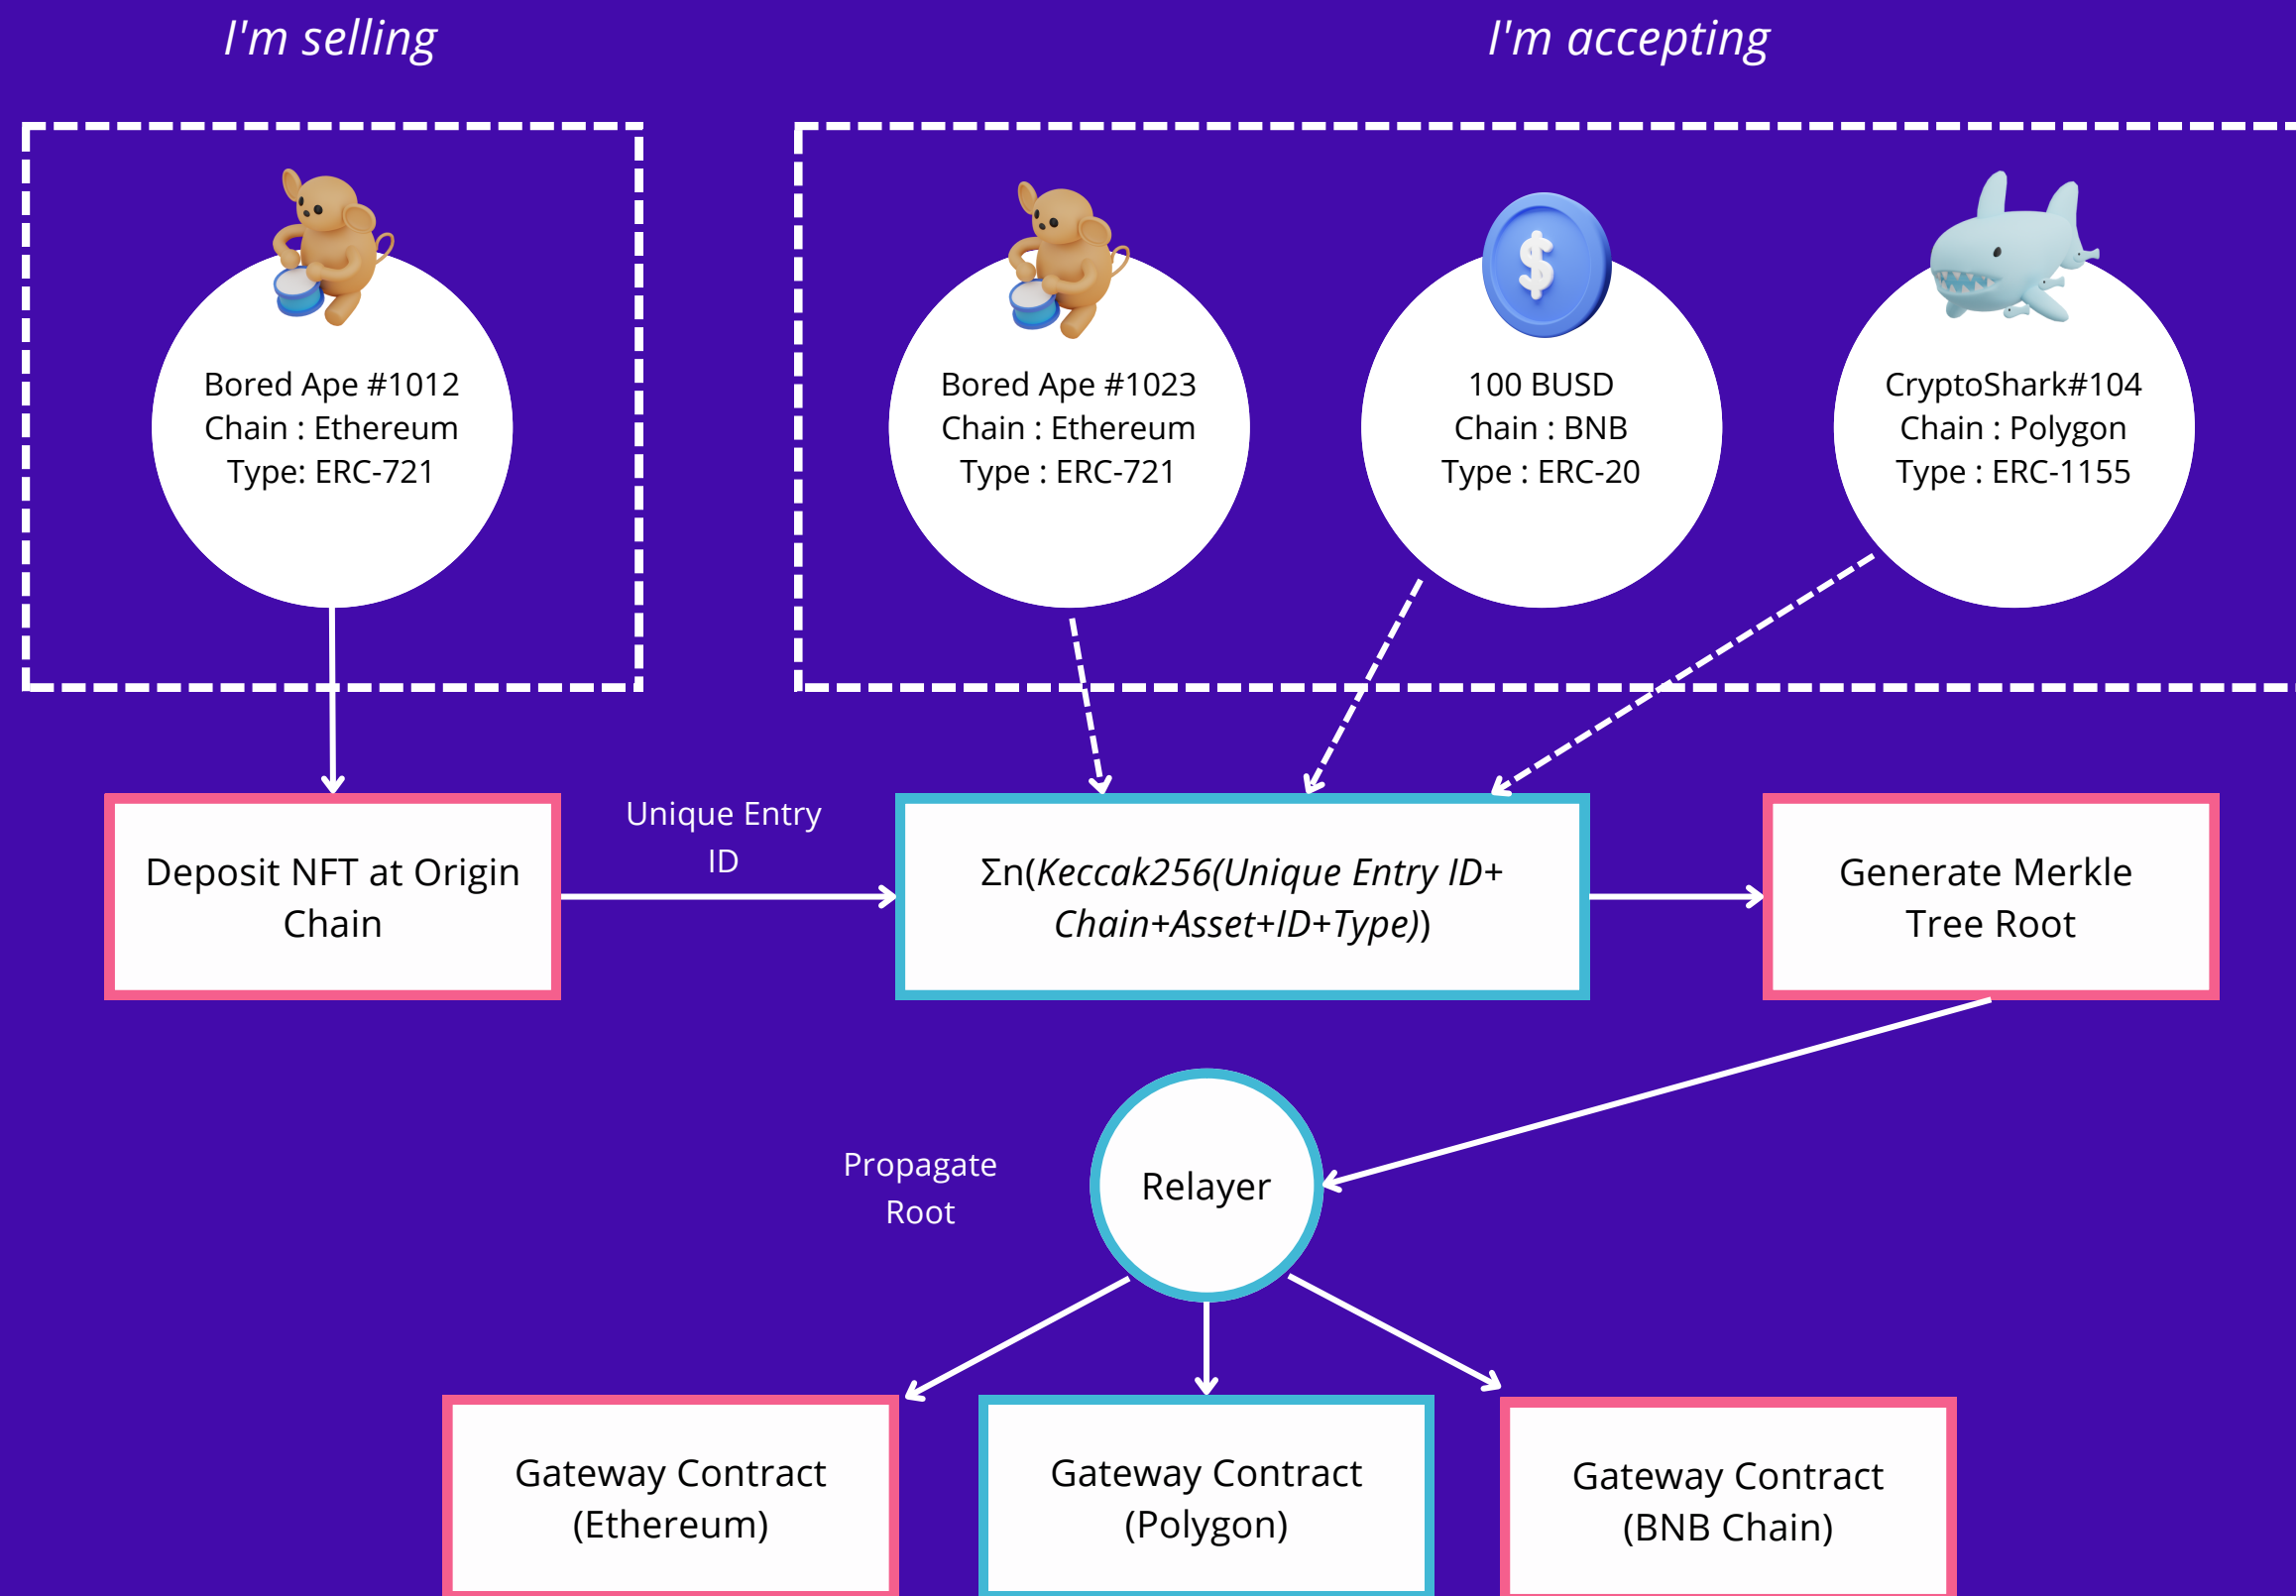 I'm selling
I'm accepting
Bored Ape #1012
Chain : Ethereum
Type: ERC-721
Bored Ape #1023
Chain : Ethereum
Type : ERC-721
$
100 BUSD
Chain : BNB
Type : ERC-20
CryptoShark#104
Chain : Polygon
Type : ERC-1155
Deposit NFT at Origin
Chain
Unique Entry
ID
Σn(Keccak256(Unique Entry ID+
Chain+Asset+ID+Type))
Generate Merkle
Tree Root
Propagate
Root
Relayer
Gateway Contract
(Ethereum)
Gateway Contract
(Polygon)
Gateway Contract
(BNB Chain)